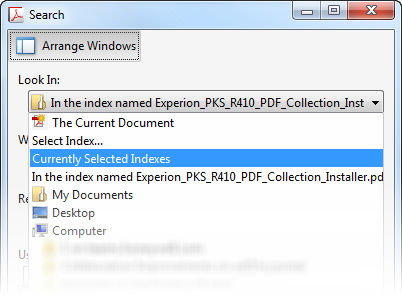 Search
Arrange Windows
Look In:
In the index named Experion_PKS_R410_PDF_Collection_Inst
The Current Document
Select Index...
Currently Selected Indexes
In the index named Experion_PKS_R410_PDF_Collection_Installer.pd
My Documents
Desktop
Computer